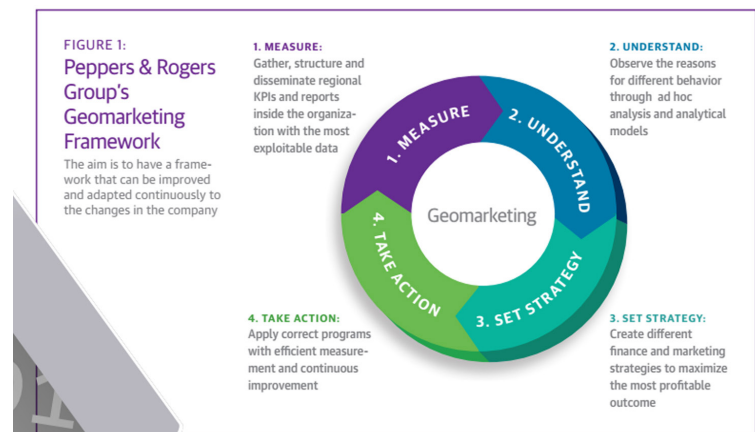 FIGURE 1:
Peppers & Rogers
Group's
Geomarketing
Framework
The aim is to have a frame-
work that can be improved
and adapted continuously to
the changes in the company
1. MEASURE:
Gather, structure and
disseminate regional
KPIs and reports
inside the organiza-
tion with the most
exploitable data
2. UNDERSTAND:
Observe the reasons
for different behavior
through ad hoc
analysis and analytical
models
1. MEASURE
2. UNDERSTAND
Geomarketing
4. TAKE ACTION
3. SET STRATEGY
4. TAKE ACTION:
Apply correct programs
with efficient measure-
ment and continuous
improvement
3. SET STRATEGY:
Create different
finance and marketing
strategies to maximize
the most profitable
outcome